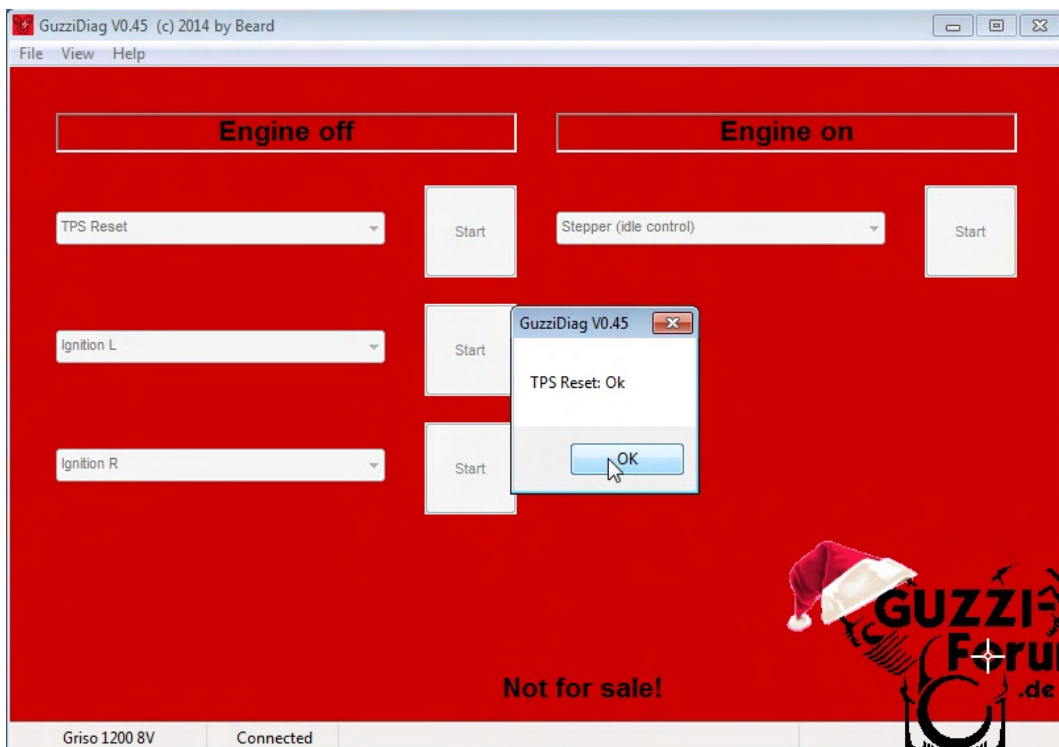 GuzziDiag V0.45 (c) 2014 by Beard
File View Help
Engine off
Engine on
TPS Reset
Start
Stepper (idle control)
Start
Ignition L
Start
GuzziDiag V0.45
TPS Reset: Ok
OK
Ignition R
Start
GUZZI-
Foru
.de
Not for sale!
Griso 1200 8V
Connected